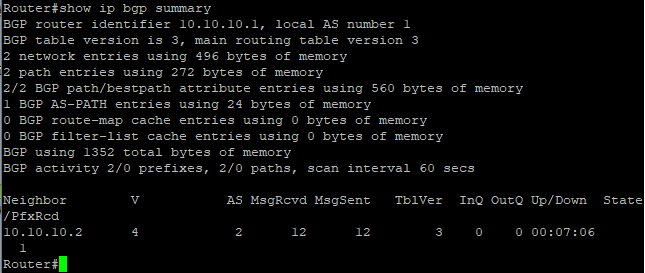 Router#show ip bgp summary
BGP router identifier 10.10.10.1, local AS number 1
BGP table version is 3, main routing table version 3
2 network entries using 496 bytes of memory
2 path entries using 272 bytes of memory
2/2 BGP path/bestpath attribute entries using 560 bytes of memory
1 BGP AS-PATH entries using 24 bytes of memory
0 BGP route-map cache entries using 0 bytes of memory
0 BGP filter-list cache entries using 0 bytes of memory
BGP using 1352 total bytes of memory
BGP activity 2/0 prefixes, 2/0 paths, scan interval 60 secs
Neighbor V AS MsgRcvd MsgSent TblVer InQ OutQ Up/Down State
/PfxRcd
10.10.10.2 4 2 12 12 3 0 0 00:07:06
1
Router#